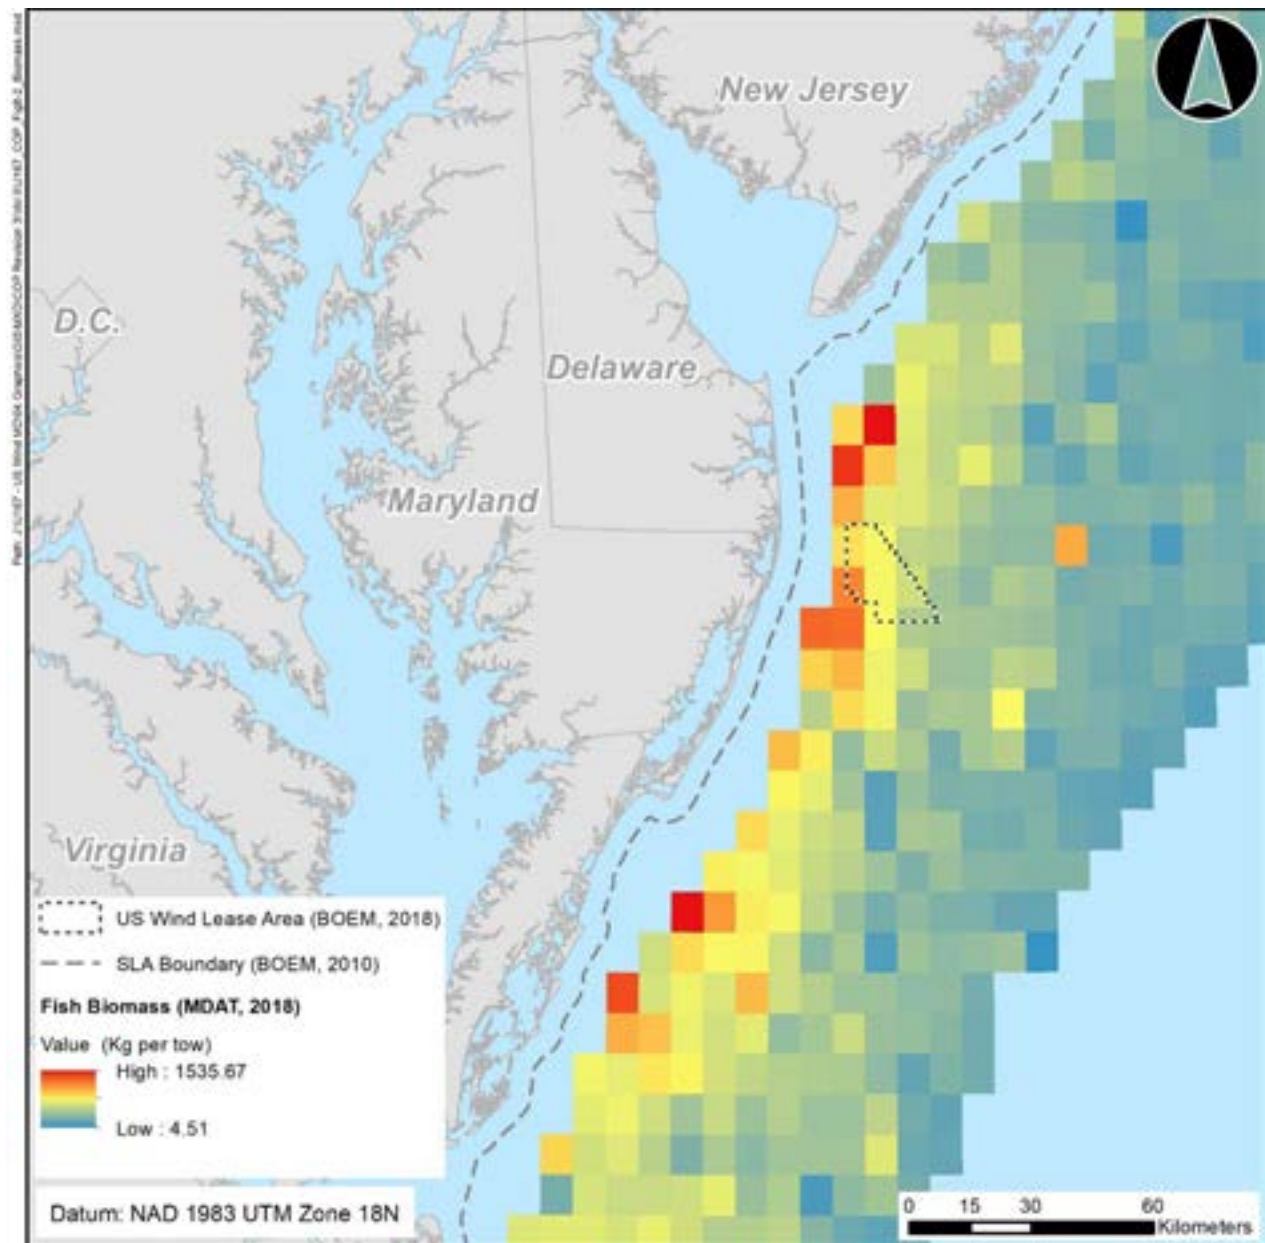 New Jersey
D.C.
Delaware
Maryland
Virginia
US Wind Lease Area (BOEM, 2018)
SLA Boundary (BOEM, 2010)
Fish Biomass (MDAT, 2018)
Value (Kg per tow)
High : 1535.67
Low : 4.51
Datum: NAD 1983 UTM Zone 18N
0 15 30 60
Kilometers